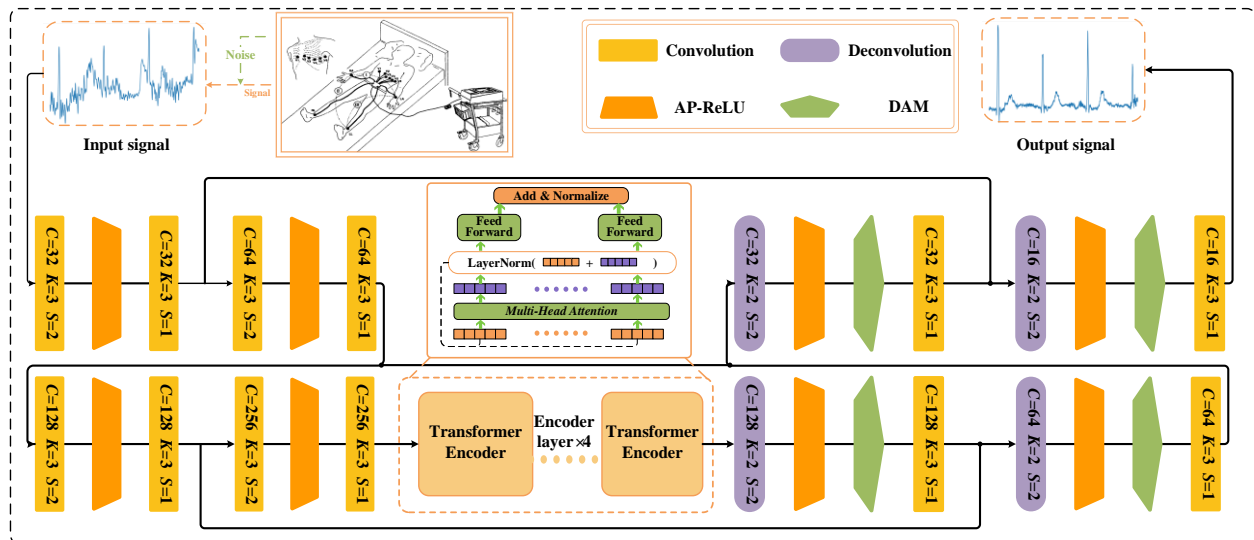 Noise
Signal
Input signal
Convolution
Deconvolution
AP-ReLU
DAM
Output signal
Add & Normalize
Feed
Forward
Feed
Forward
LayerNorm( + )
Multi-Head Attention
C=32 K=3 S=2
C=32 K=3 S=1
C=64 K=3 S=2
C=64 K=3 S=1
C=32 K=2 S=2
C=32 K=3 S=1
C=16 K=2 S=2
C=16 K=3 S=1
C=128 K=3 S=2
C=128 K=3 S=1
C=256 K=3 S=2
C=256 K=3 S=1
Transformer
Encoder
Encoder
layer×4
Transformer
Encoder
C=128 K=2 S=2
C=128 K=3 S=1
C=64 K=2 S=2
C=64 K=3 S=1